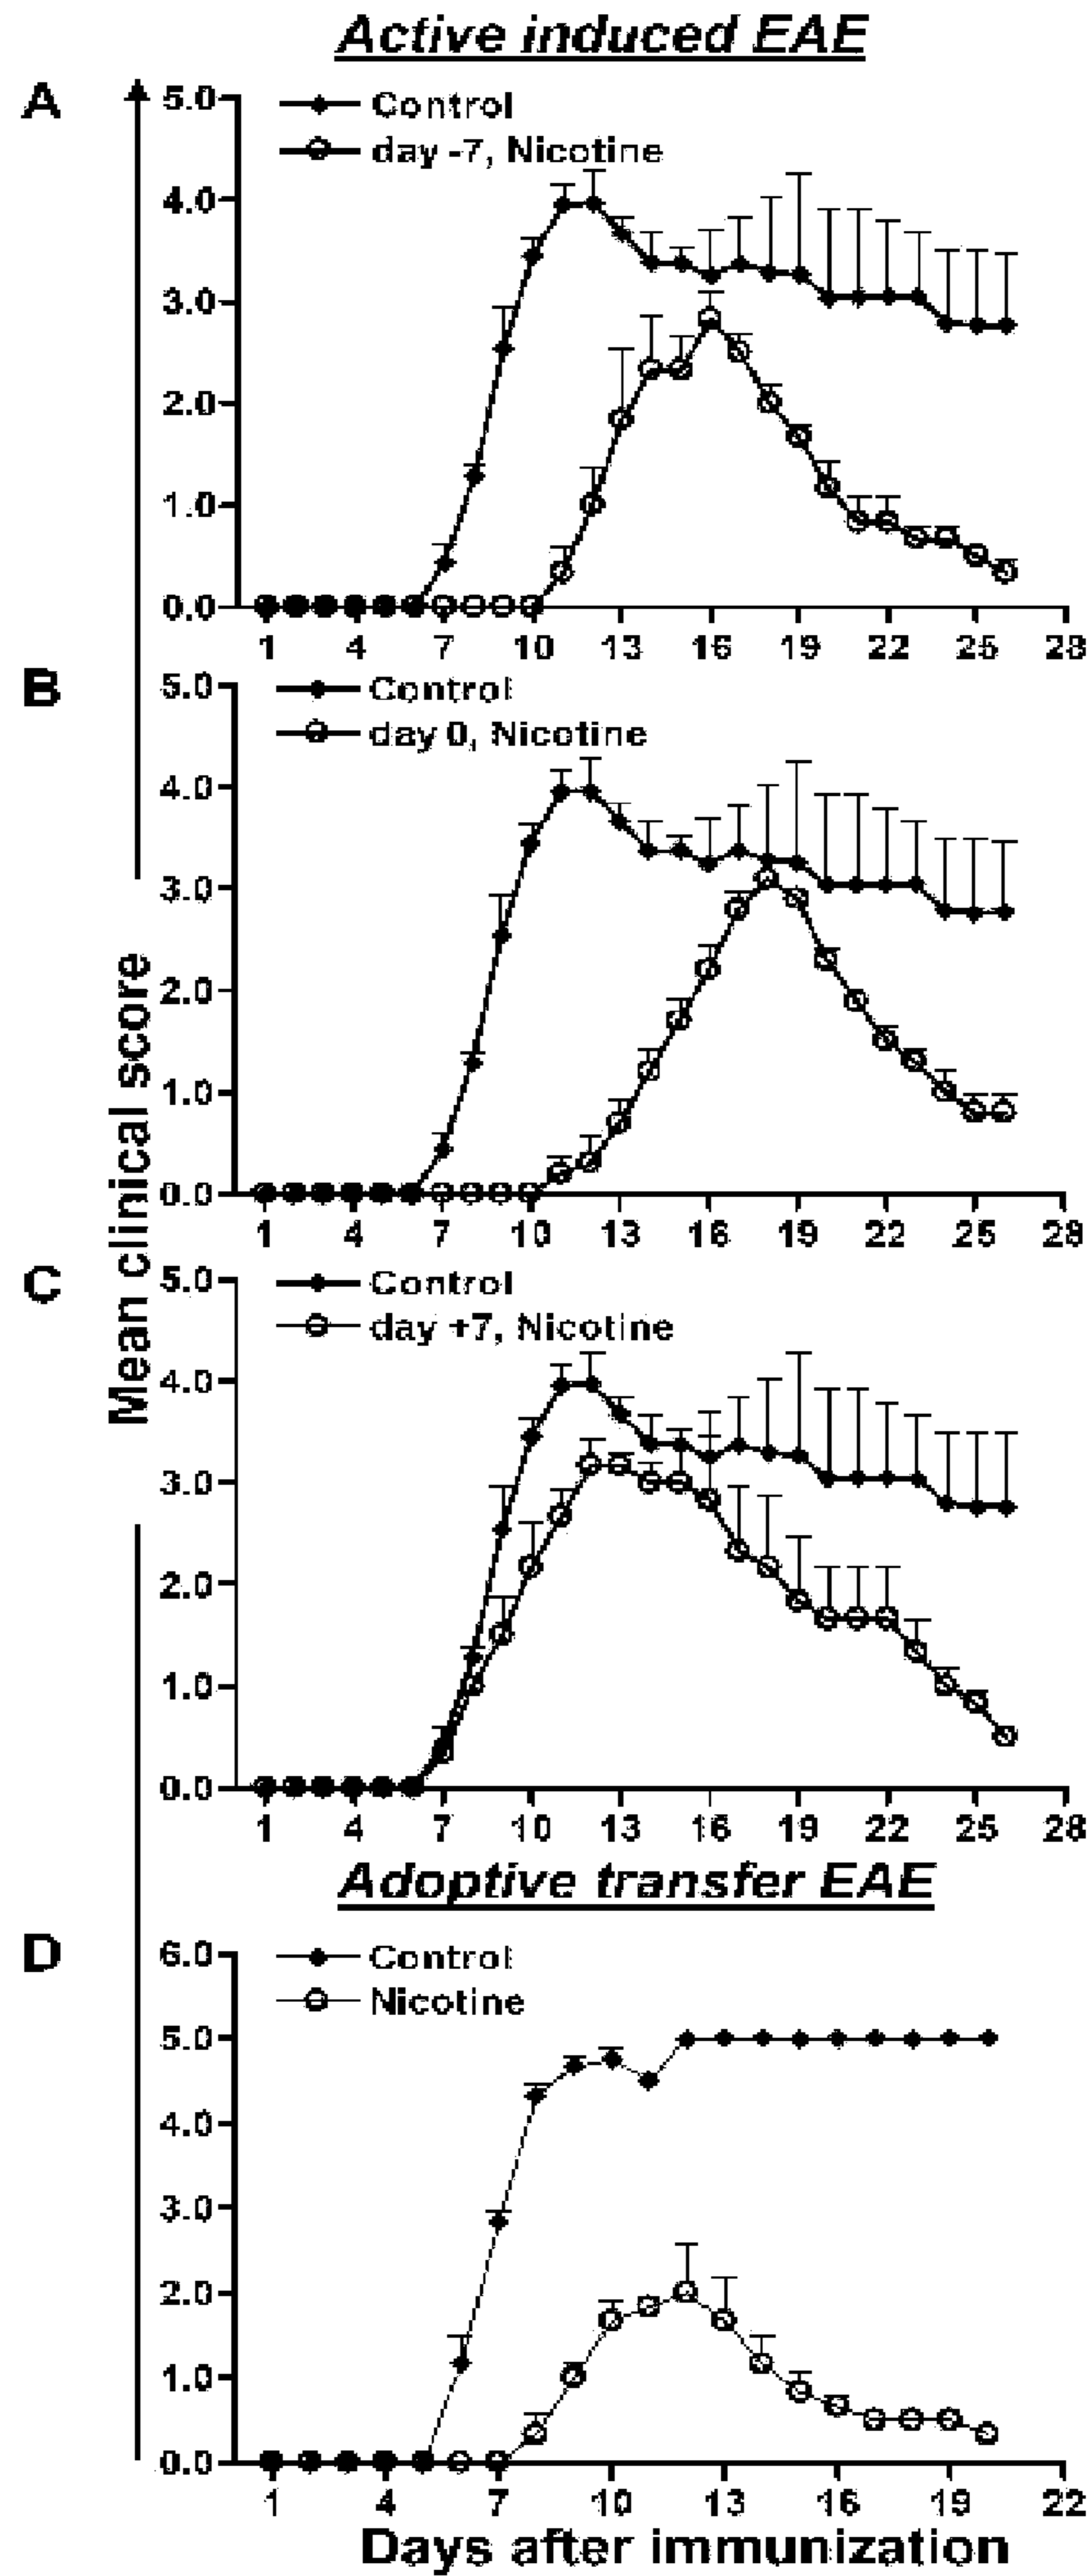 Active induced EAE
A
5.0
Control
day -7, Nicotine
4.0
3.0
2.0
1.0
0.0
1 4 7 10 13 16 19 22 25 28
B
5.0
Control
day 0, Nicotine
4.0
3.0
2.0
1.0
0.0
1 4 7 10 13 16 19 22 25 28
Mean clinical score
C
5.0
Control
day +7, Nicotine
4.0
3.0
2.0
1.0
0.0
1 4 7 10 13 16 19 22 25 28
Adoptive transfer EAE
D
6.0
Control
Nicotine
5.0
4.0
3.0
2.0
1.0
0.0
1 4 7 10 13 16 19 22
Days after immunization